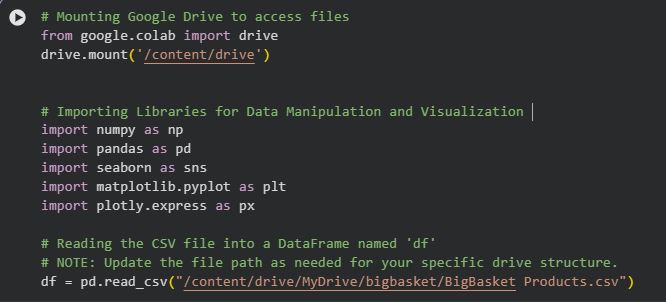 # Mounting Google Drive to access files
from google.colab import drive
drive.mount('/content/drive')
# Importing Libraries for Data Manipulation and Visualization
import numpy as np
import pandas as pd
import seaborn as sns
import matplotlib.pyplot as plt
import plotly.express as px
# Reading the CSV file into a DataFrame named 'df'
# NOTE: Update the file path as needed for your specific drive structure.
df = pd.read_csv("/content/drive/MyDrive/bigbasket/BigBasket Products.csv")